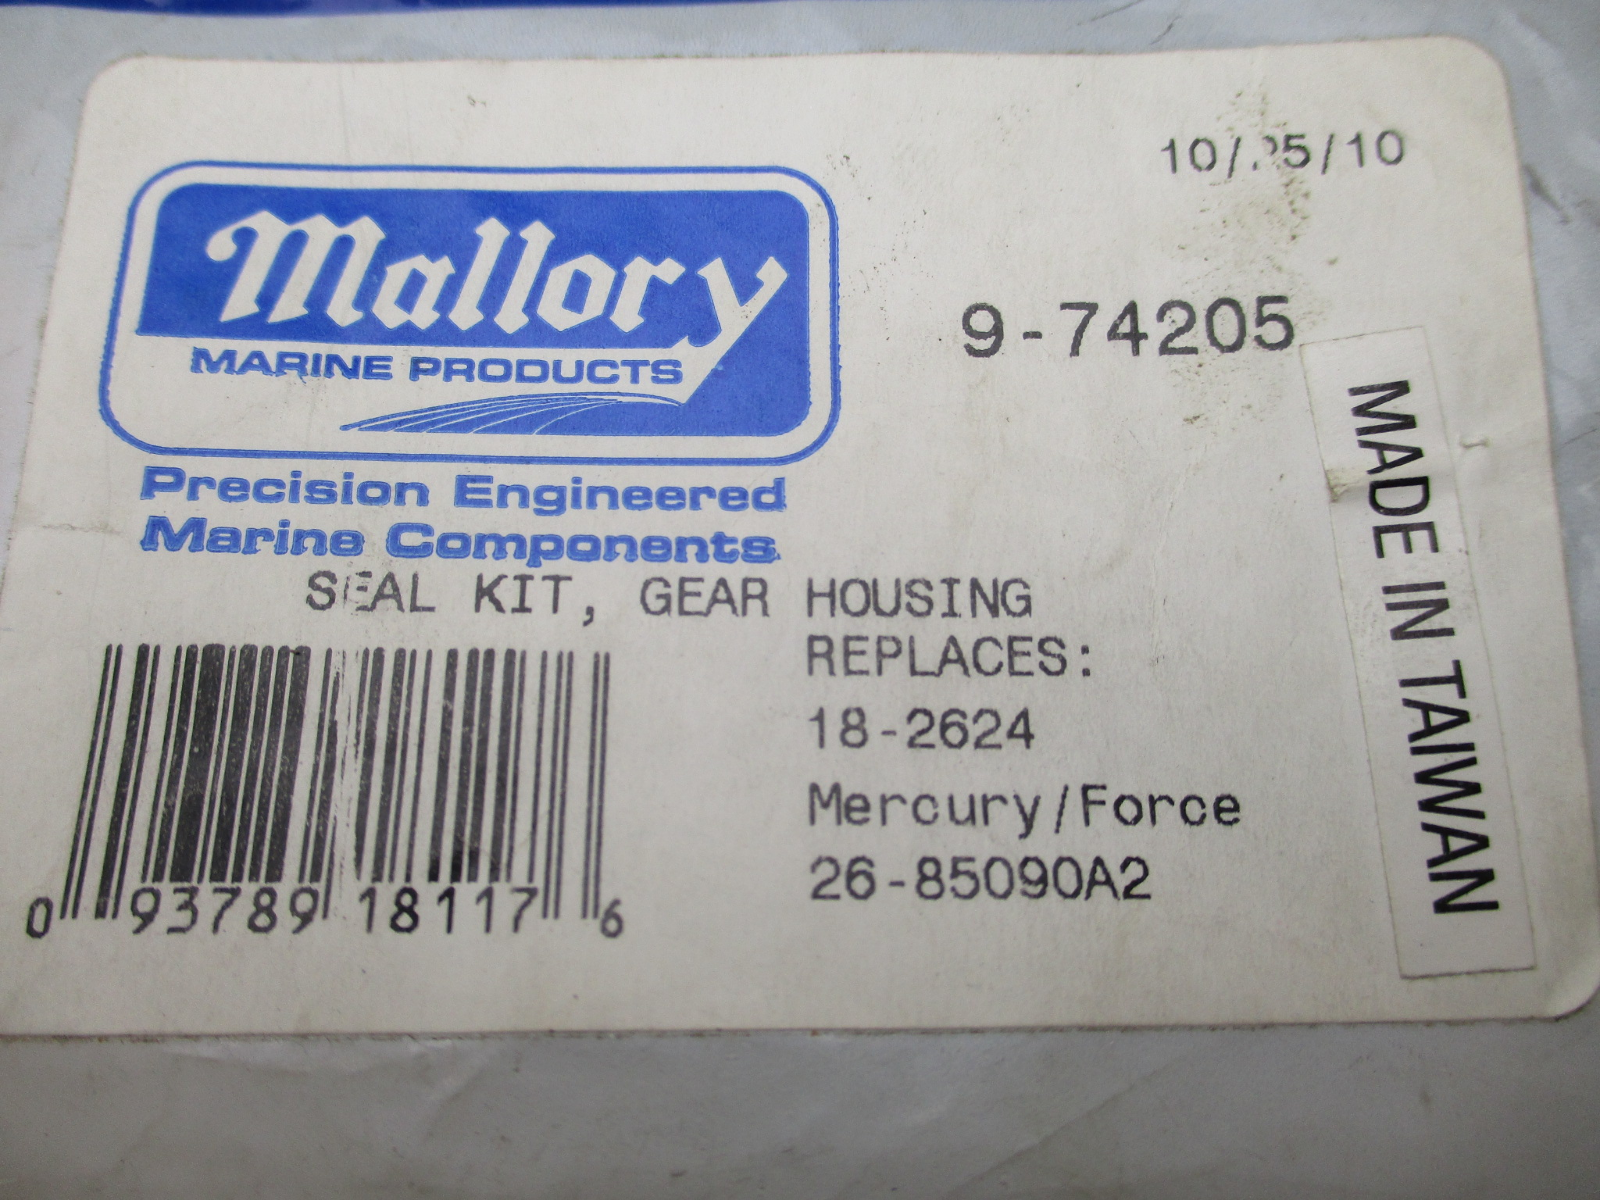 10/25/10
Mallory
MARINE PRODUCTS
9-74205
Precision Engineered
Marine Components
SEAL KIT, GEAR HOUSING
REPLACES:
18-2624
Mercury/Force
26-85090A2
0 93789 18117 6
MADE IN TAIWAN